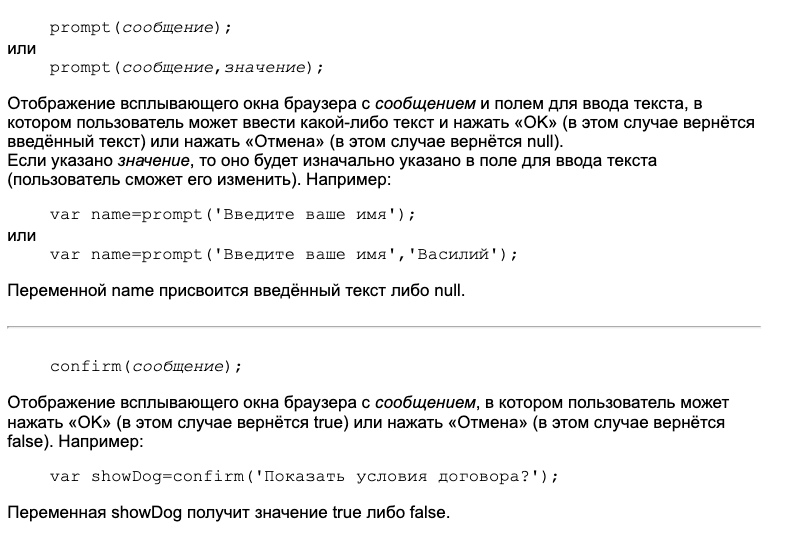 prompt(сообщение);
или
prompt(сообщение,значение);
Отображение всплывающего окна браузера с сообщением и полем для ввода текста, в
котором пользователь может ввести какой-либо текст и нажать «OK» (в этом случае вернётся
введённый текст) или нажать «Отмена» (в этом случае вернётся null).
Если указано значение, то оно будет изначально указано в поле для ввода текста
(пользователь сможет его изменить). Например:
var name=prompt('Введите ваше имя');
или
var name=prompt('Введите ваше имя','Василий');
Переменной name присвоится введённый текст либо null.
confirm(сообщение);
Отображение всплывающего окна браузера с сообщением, в котором пользователь может
нажать «OK» (в этом случае вернётся true) или нажать «Отмена» (в этом случае вернётся
false). Например:
var showDog=confirm('Показать условия договора?');
Переменная showDog получит значение true либо false.